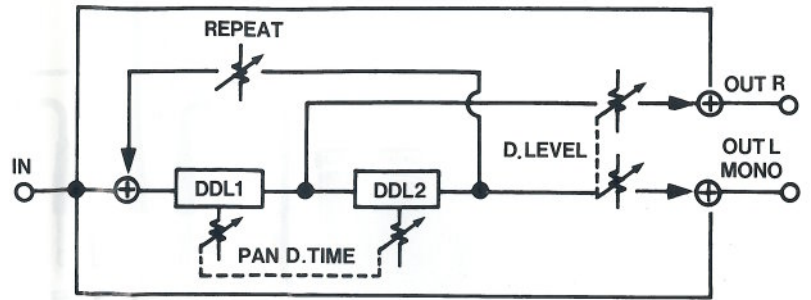 REPEAT
OUT R
D.LEVEL
OUT L
MONO
IN
DDL1
DDL2
PAN D.TIME